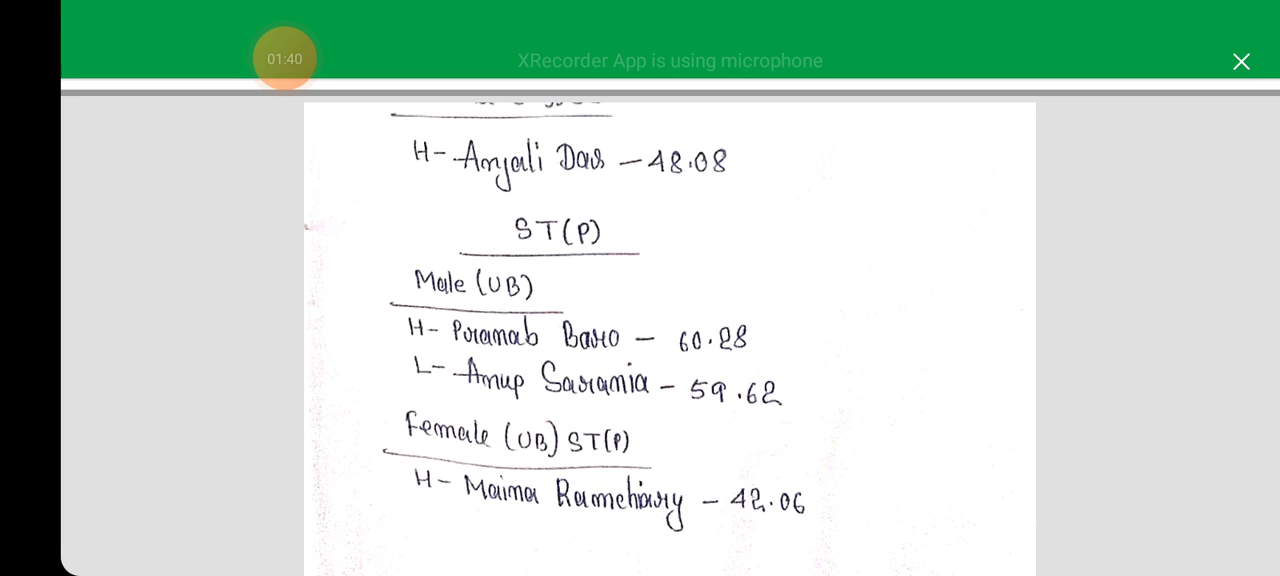 01:40
XRecorder App is using microphone
H- Anjali Das - 48.08
ST(P)
Male (UB)
H- Pranab Baro - 60.28
L- Anup Sarania - 59.62
Female (UB) ST(P)
H- Maina Ramchiary - 42.06